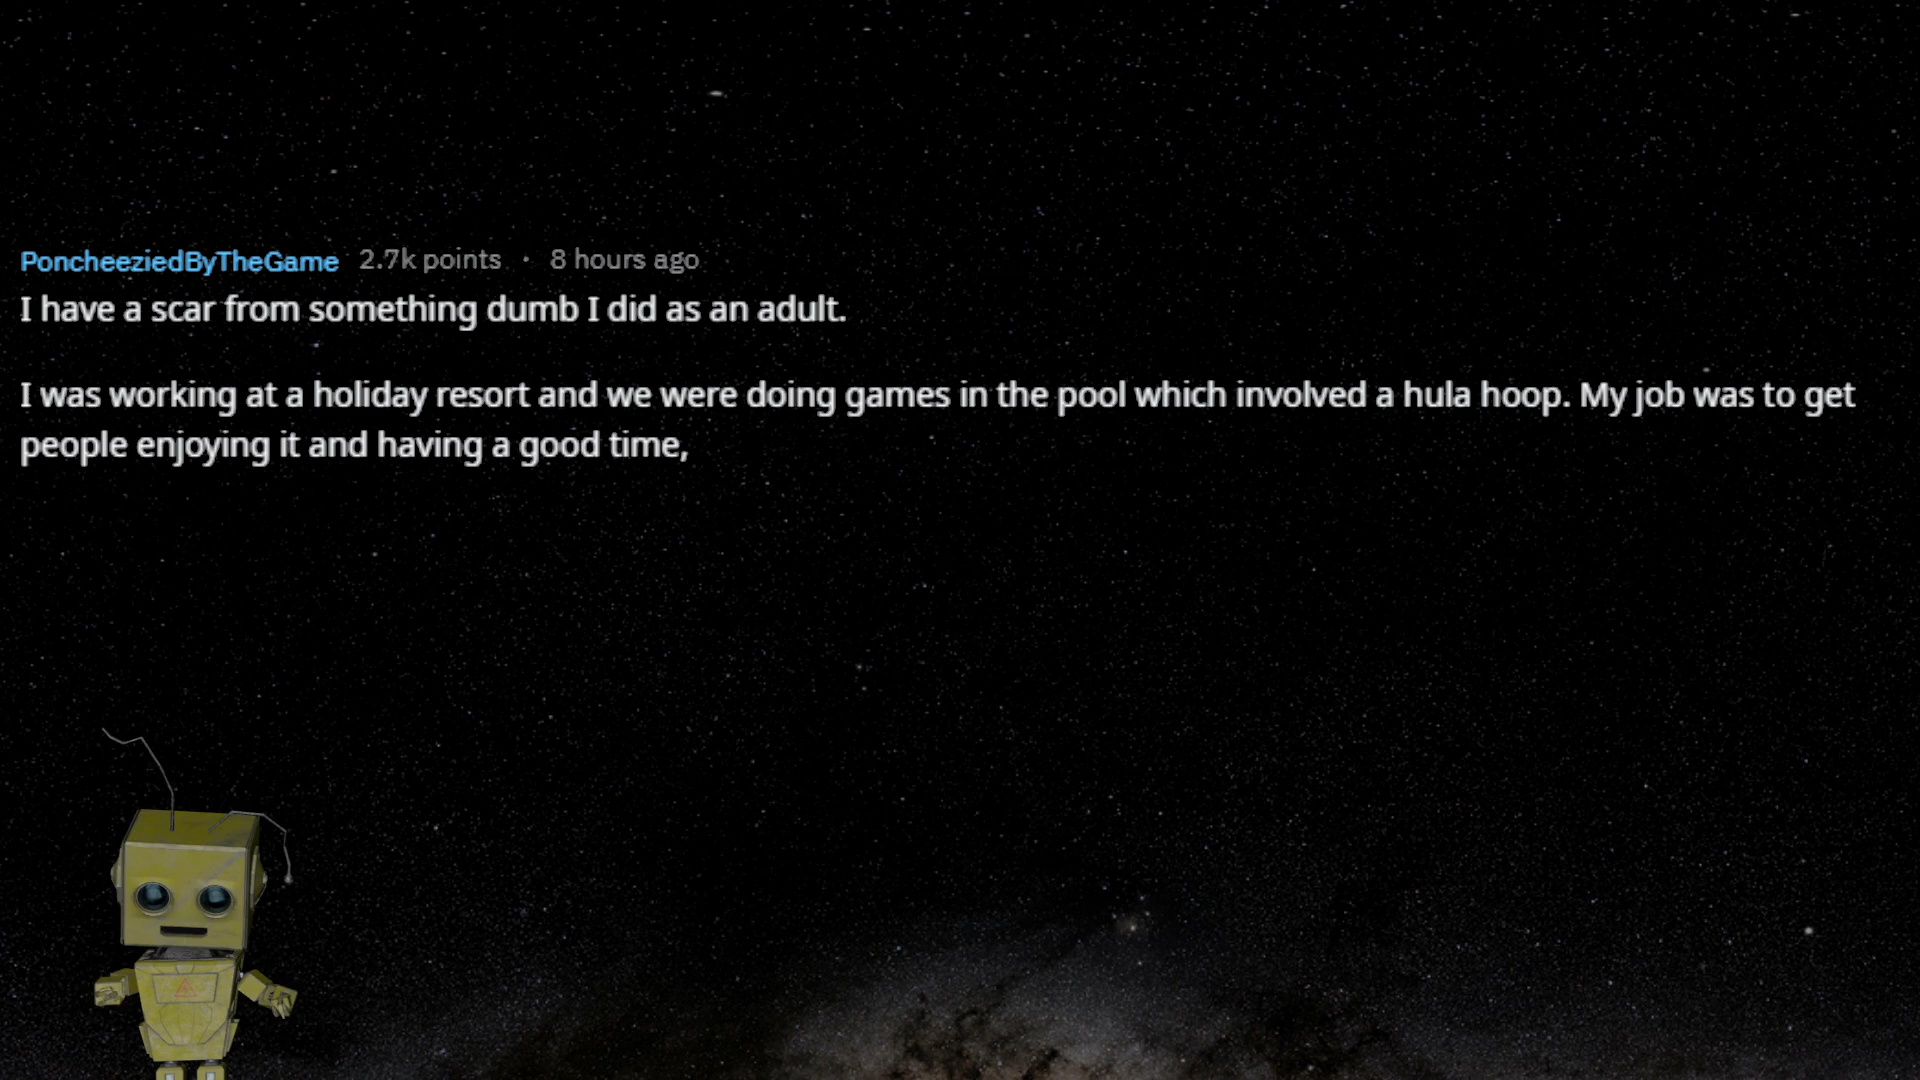 PoncheeziedByTheGame 2.7k points · 8 hours ago
I have a scar from something dumb I did as an adult.
I was working at a holiday resort and we were doing games in the pool which involved a hula hoop. My job was to get
people enjoying it and having a good time,